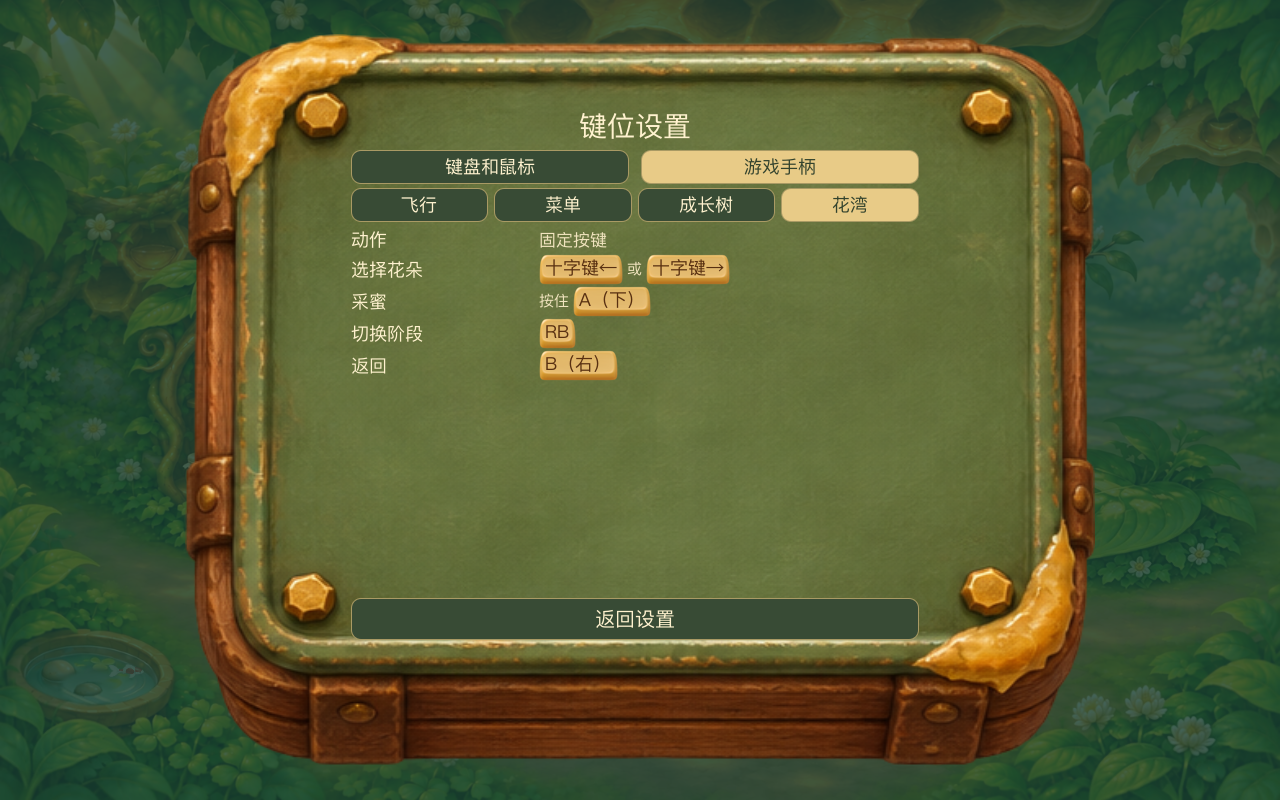 键位设置
键盘和鼠标 游戏手柄
飞行 菜单 成长树 花湾
动作 固定按键
选择花朵 十字键← 或 十字键→
采蜜 按住 A（下）
切换阶段 RB
返回 B（右）
返回设置